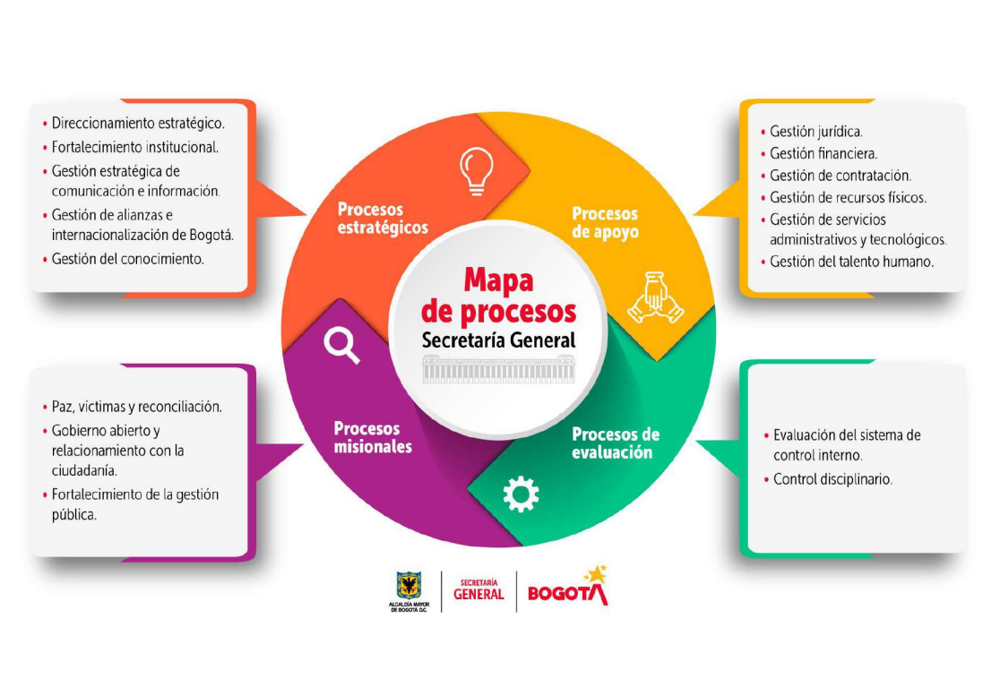 • Direccionamiento estratégico.
• Fortalecimiento institucional.
• Gestión estratégica de
comunicación e información.
• Gestión de alianzas e
internacionalización de Bogotá.
• Gestión del conocimiento.
Procesos
estratégicos
Procesos
de apoyo
• Gestión jurídica.
• Gestión financiera.
• Gestión de contratación.
• Gestión de recursos físicos.
• Gestión de servicios
administrativos y tecnológicos.
• Gestión del talento humano.
Mapa
de procesos
Secretaría General
• Paz, víctimas y reconciliación.
• Gobierno abierto y
relacionamiento con la
ciudadanía.
• Fortalecimiento de la gestión
pública.
Procesos
misionales
Procesos de
evaluación
• Evaluación del sistema de
control interno.
• Control disciplinario.
ALCALDÍA MAYOR
DE BOGOTÁ D.C.
SECRETARÍA
GENERAL
BOGOTÁ